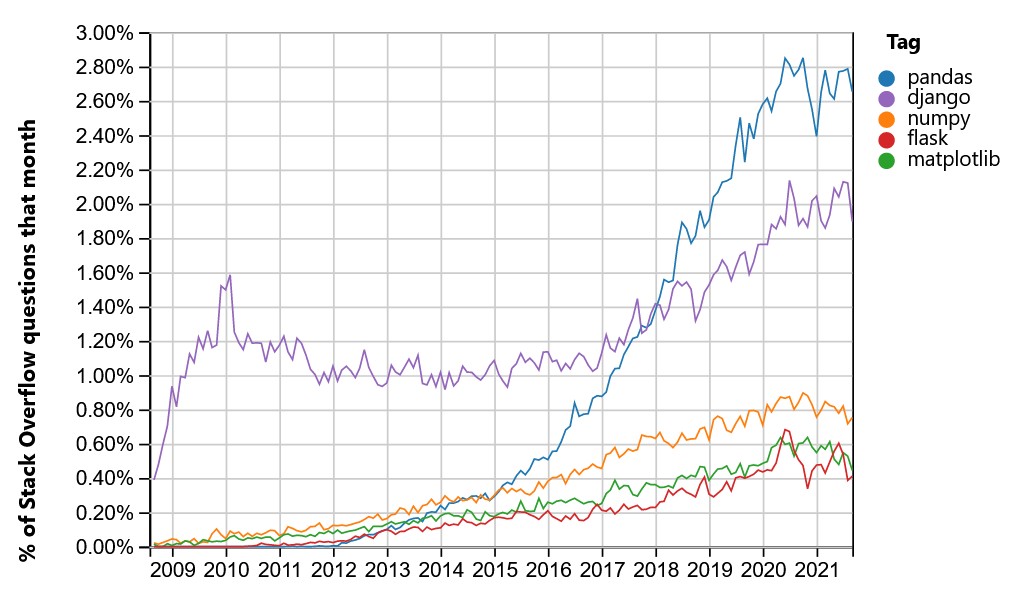 % of Stack Overflow questions that month
3.00%
2.80%
2.60%
2.40%
2.20%
2.00%
1.80%
1.60%
1.40%
1.20%
1.00%
0.80%
0.60%
0.40%
0.20%
0.00%
2009 2010 2011 2012 2013 2014 2015 2016 2017 2018 2019 2020 2021
Tag
pandas
django
numpy
flask
matplotlib